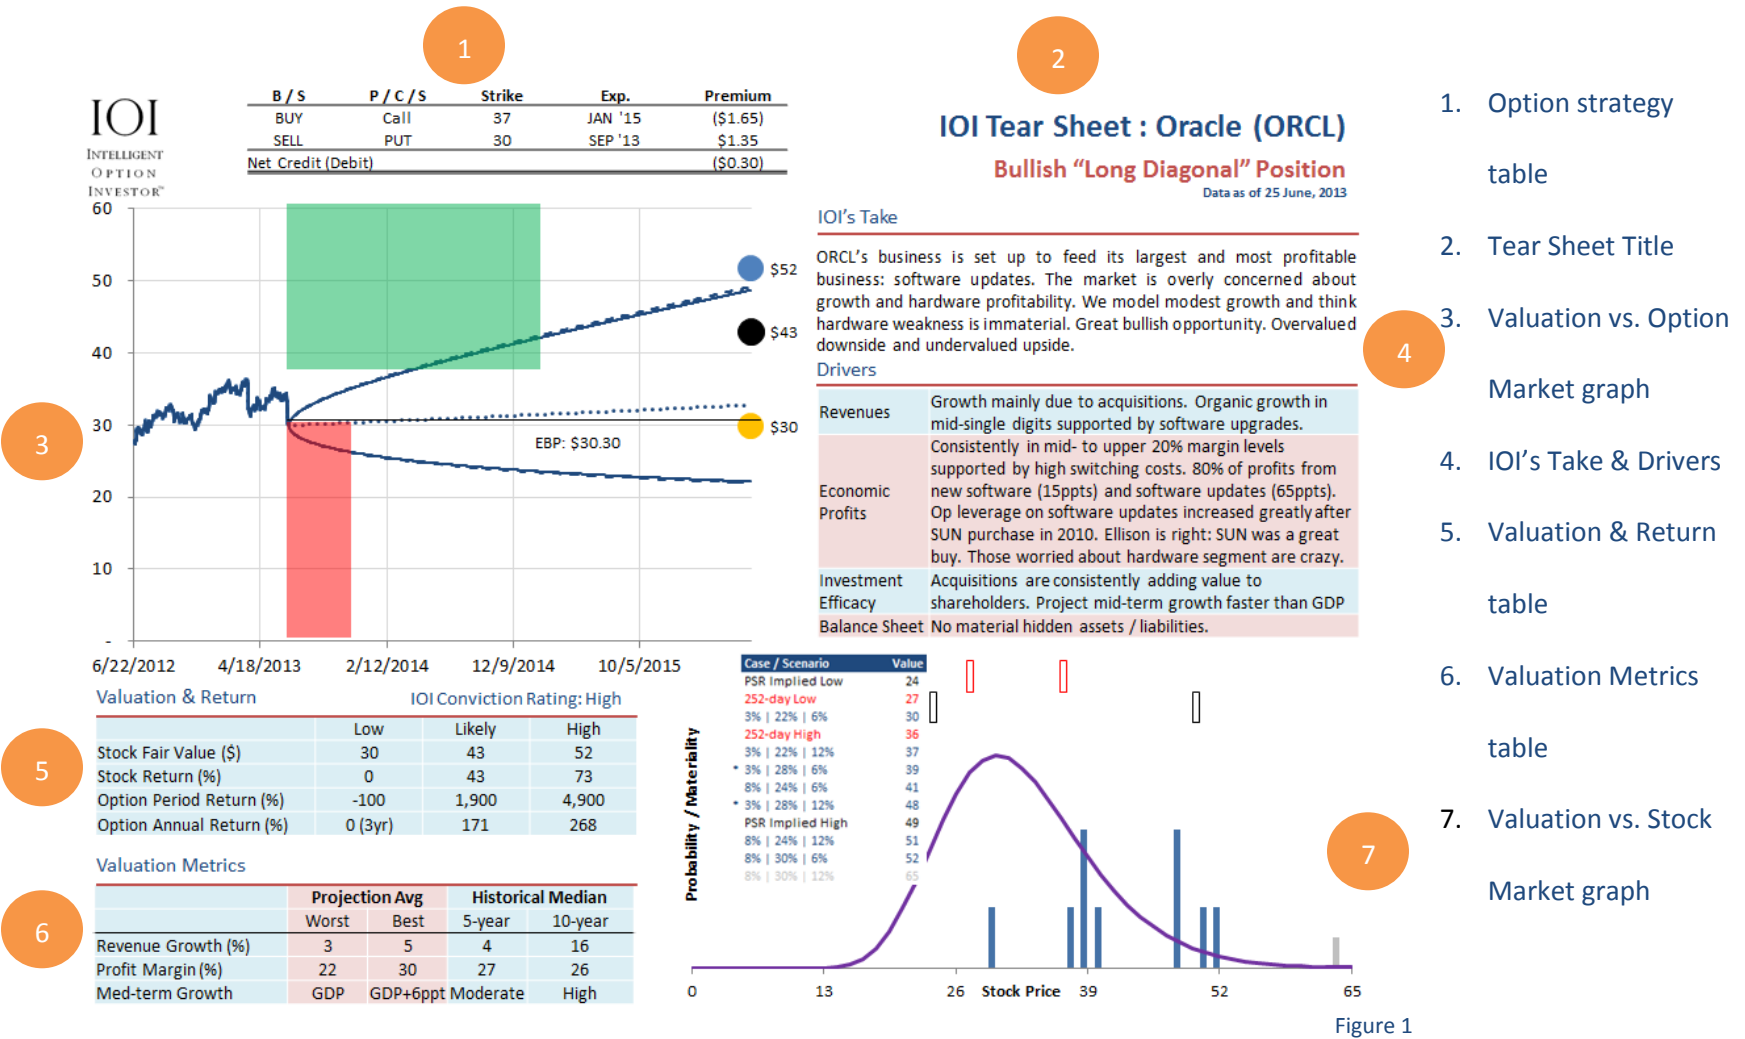 1
2
IOI
INTELLIGENT
OPTION
INVESTOR™
B / S P / C / S Strike Exp. Premium
BUY Call 37 JAN '15 ($1.65)
SELL PUT 30 SEP '13 $1.35
Net Credit (Debit) ($0.30)
IOI Tear Sheet : Oracle (ORCL)
Bullish “Long Diagonal” Position
Data as of 25 June, 2013
3
60
50
40
30
20
10
-
$52
$43
$30
EBP: $30.30
6/22/2012 4/18/2013 2/12/2014 12/9/2014 10/5/2015
IOI’s Take
ORCL’s business is set up to feed its largest and most profitable
business: software updates. The market is overly concerned about
growth and hardware profitability. We model modest growth and think
hardware weakness is immaterial. Great bullish opportunity. Overvalued
downside and undervalued upside.
4
Drivers
Revenues
Growth mainly due to acquisitions. Organic growth in
mid-single digits supported by software upgrades.
Economic
Profits
Consistently in mid- to upper 20% margin levels
supported by high switching costs. 80% of profits from
new software (15ppts) and software updates (65ppts).
Op leverage on software updates increased greatly after
SUN purchase in 2010. Ellison is right: SUN was a great
buy. Those worried about hardware segment are crazy.
Investment
Efficacy
Acquisitions are consistently adding value to
shareholders. Project mid-term growth faster than GDP
Balance Sheet No material hidden assets / liabilities.
5
Valuation & Return IOI Conviction Rating: High
Low Likely High
Stock Fair Value ($) 30 43 52
Stock Return (%) 0 43 73
Option Period Return (%) -100 1,900 4,900
Option Annual Return (%) 0 (3yr) 171 268
6
Valuation Metrics
Projection Avg Historical Median
Worst Best 5-year 10-year
Revenue Growth (%) 3 5 4 16
Profit Margin (%) 22 30 27 26
Med-term Growth GDP GDP+6ppt Moderate High
7
Case / Scenario Value
PSR Implied Low 24
252-day Low 27
3% | 22% | 6% 30
252-day High 36
3% | 22% | 12% 37
* 3% | 28% | 6% 39
8% | 24% | 6% 41
* 3% | 28% | 12% 48
PSR Implied High 49
8% | 24% | 12% 51
8% | 30% | 6% 52
8% | 30% | 12% 65
Probability / Materiality
0 13 26 Stock Price 39 52 65
Figure 1
1. Option strategy
table
2. Tear Sheet Title
3. Valuation vs. Option
Market graph
4. IOI’s Take & Drivers
5. Valuation & Return
table
6. Valuation Metrics
table
7. Valuation vs. Stock
Market graph